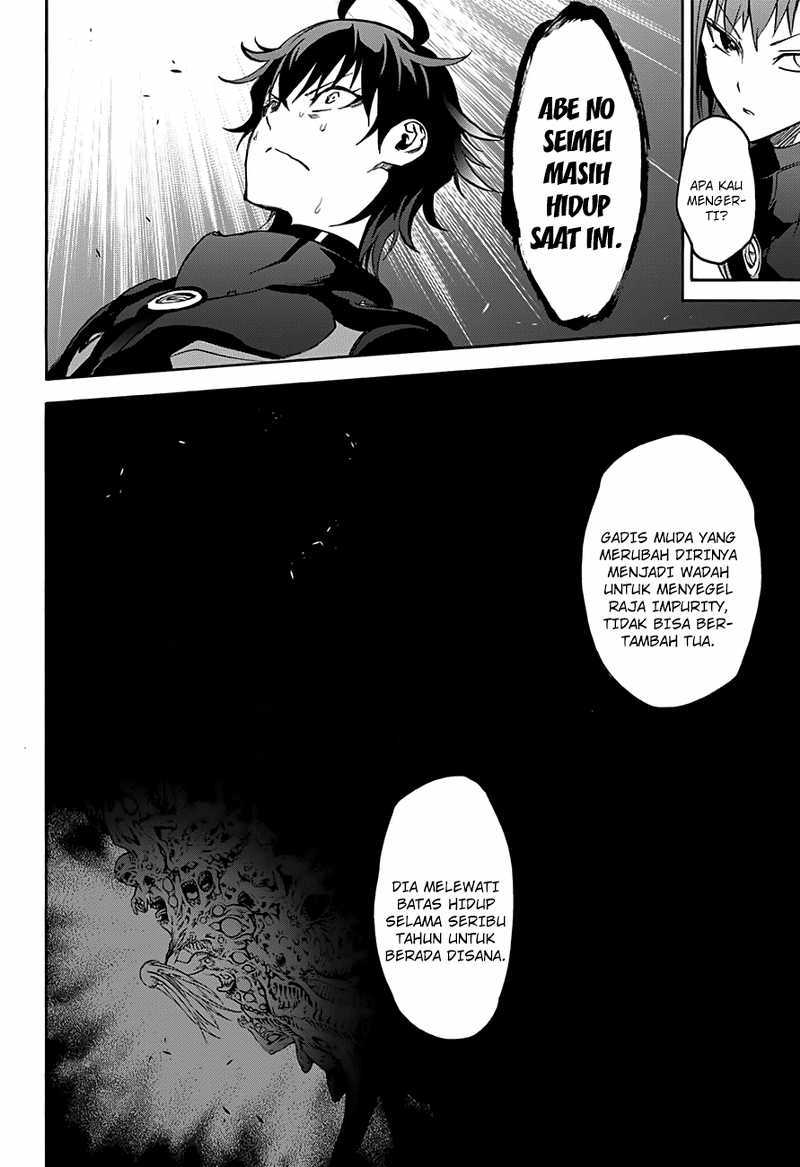 APA KAU
MENGER-
TI?
ABE NO
SEIMEI
MASIH
HIDUP
SAAT INI.
GADIS MUDA YANG
MERUBAH DIRINYA
MENJADI WADAH
UNTUK MENYEGEL
RAJA IMPURITY,
TIDAK BISA BER-
TAMBAH TUA.
DIA MELEWATI
BATAS HIDUP
SELAMA SERIBU
TAHUN UNTUK
BERADA DISANA.